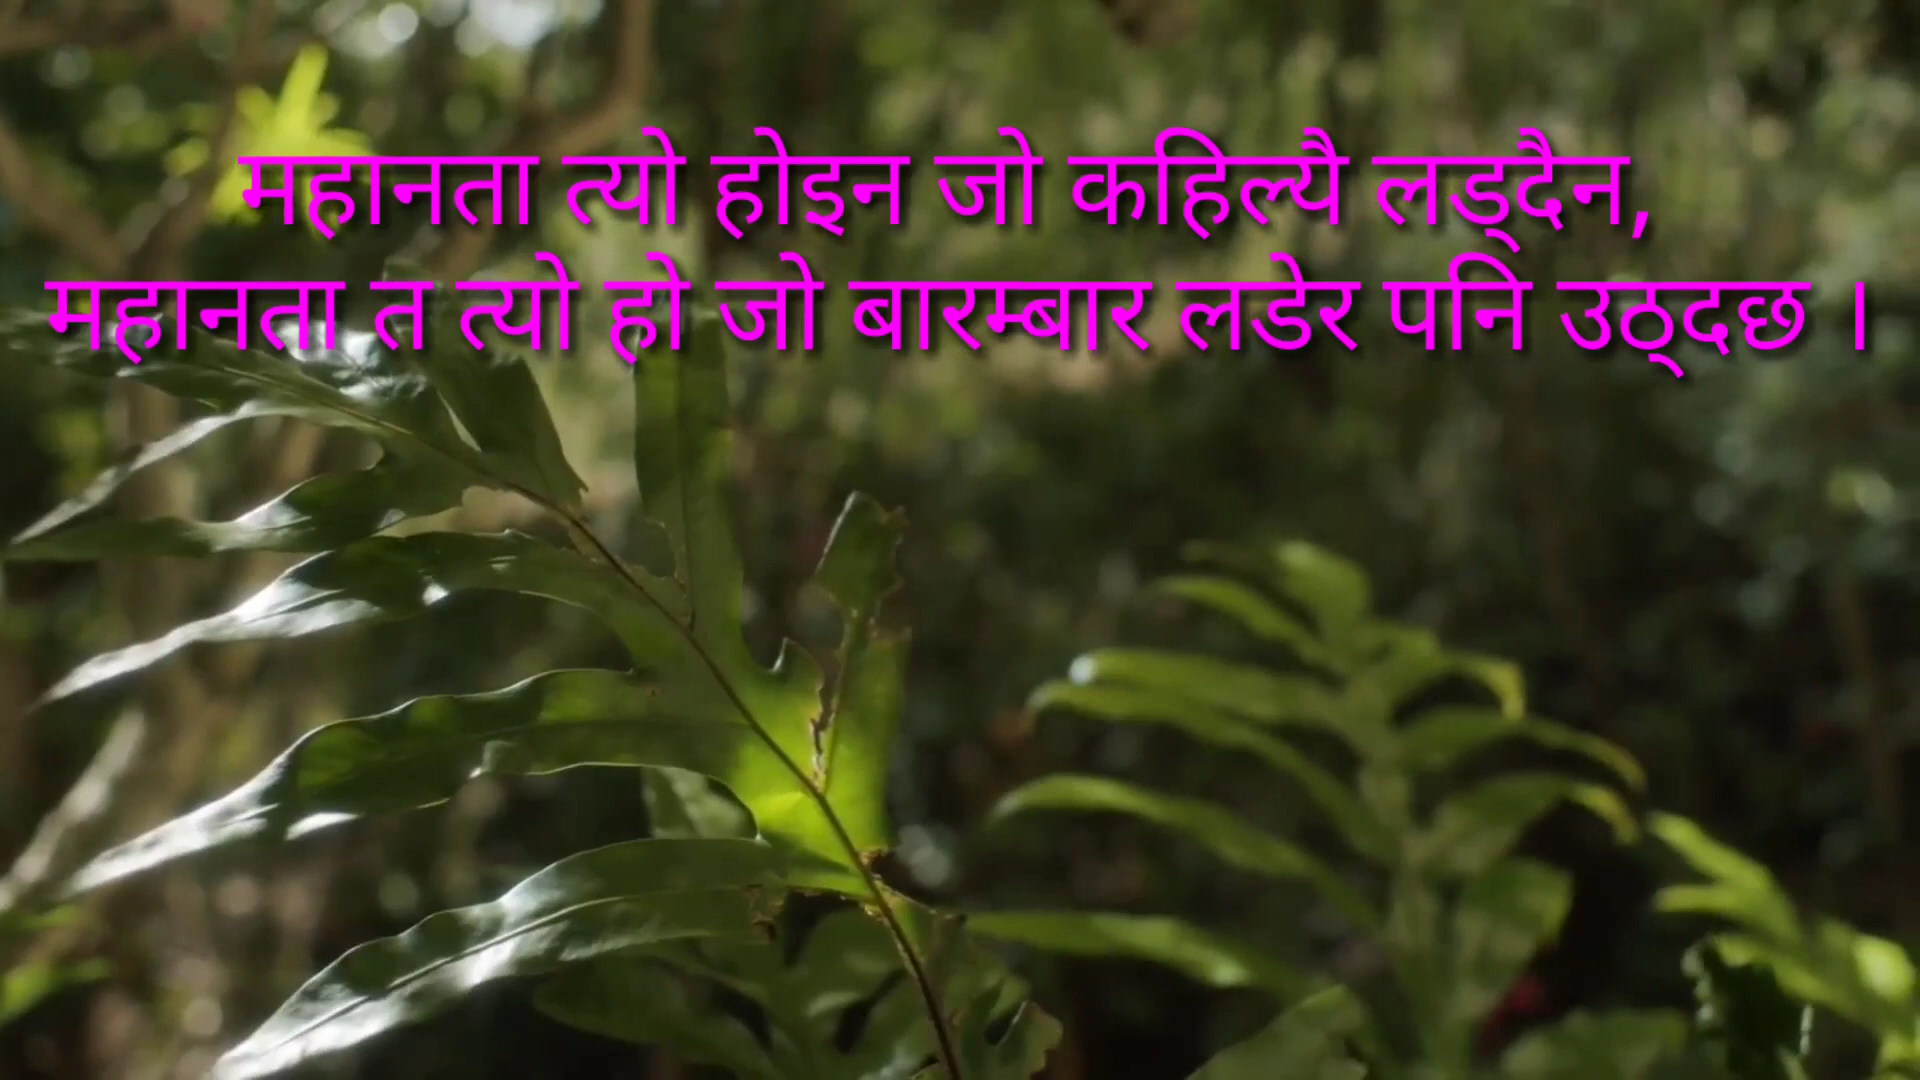 महानता त्यो होइन जो कहिल्यै लड्दैन,
महानता त त्यो हो जो बारम्बार लडेर पनि उठ्दछ ।